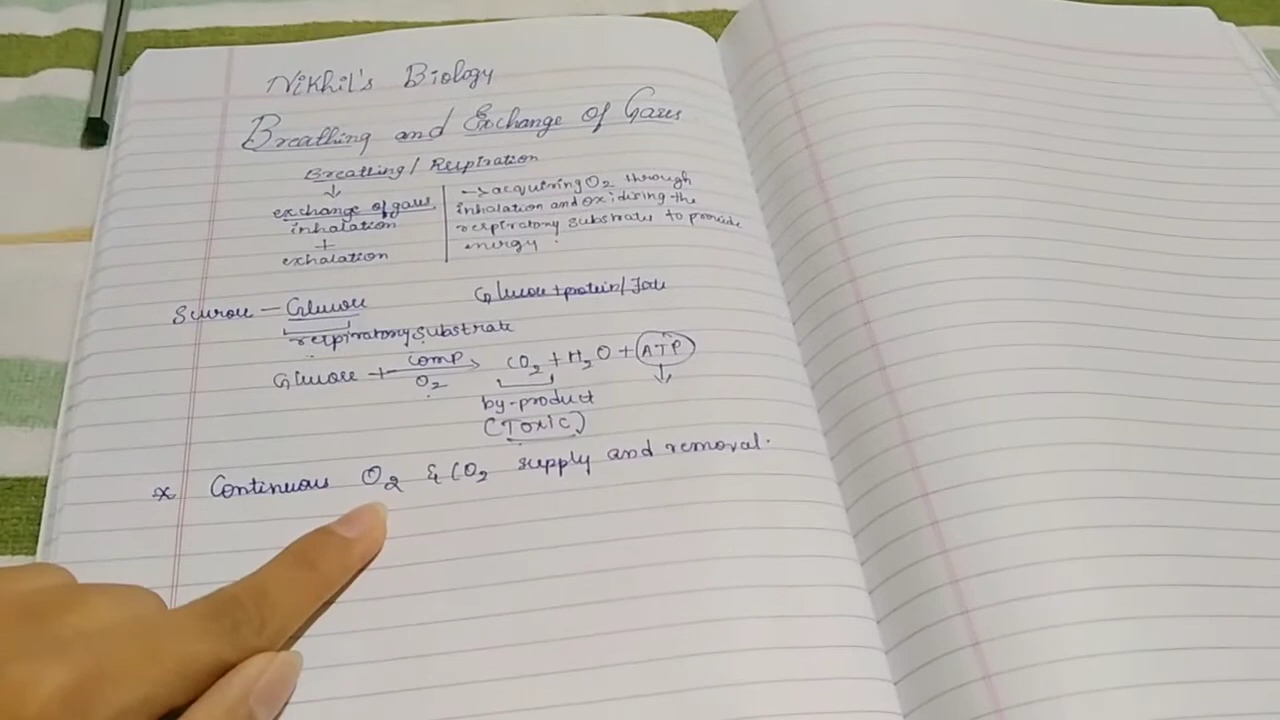 Nikhil's Biology
Breathing and Exchange of Gases
Breathing / Respiration
exchange of gases
inhalation
+
exhalation
→ acquiring O₂ through
inhalation and oxidising the
respiratory substrate to provide
energy.
Sucrose - Glucose
Glucose + protein / fats
respiratory substrate
Glucose + comp → CO₂ + H₂O + ATP
O₂
by-product
(Toxic)
* Continuous O₂ & CO₂ supply and removal.